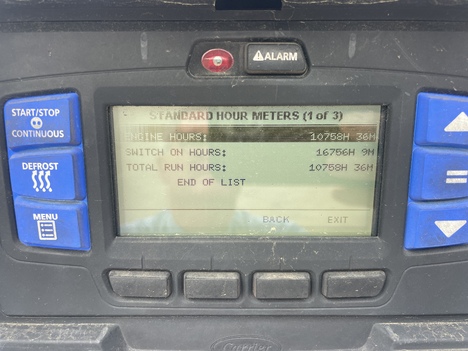 ALARM
STANDARD HOUR METERS (1 of 3)
ENGINE HOURS: 10758H 36M
SWITCH ON HOURS: 16756H 9M
TOTAL RUN HOURS: 10758H 36M
END OF LIST
BACK EXIT
START/STOP
CONTINUOUS
DEFROST
MENU
Carrier